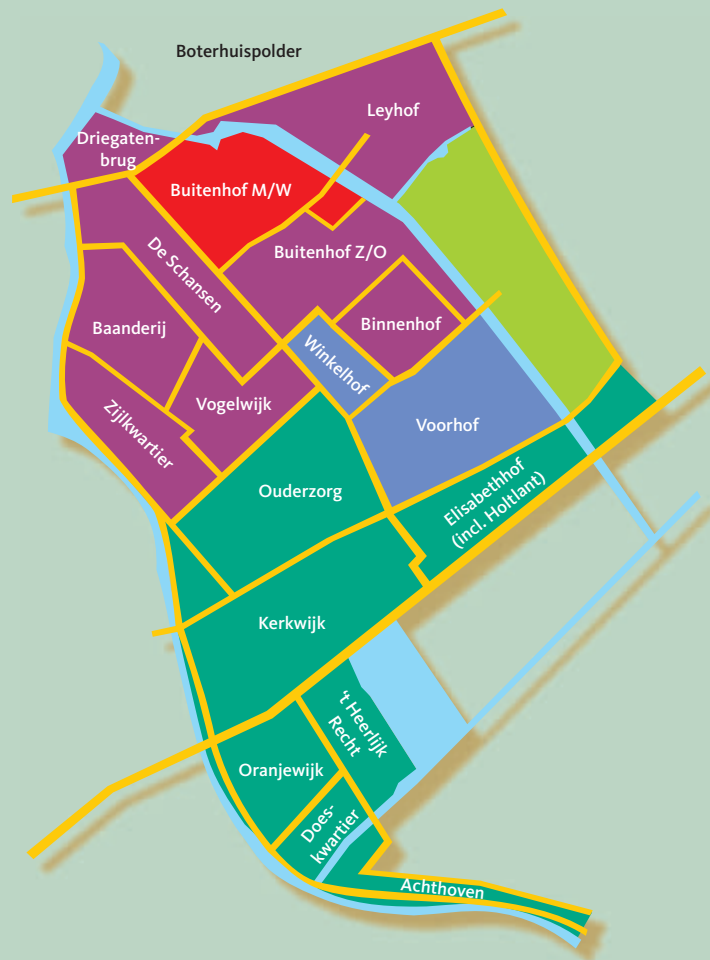 Boterhuispolder
Leyhof
Driegaten-
brug
Buitenhof M/W
Buitenhof Z/O
De Schansen
Baanderij
Binnenhof
Winkelhof
Vogelwijk
Zijlkwartier
Voorhof
Ouderzorg
Elisabethhof
(incl. Holtlant)
Kerkwijk
‘t Heerlijk
Recht
Oranjewijk
Does-
kwartier
Achthoven